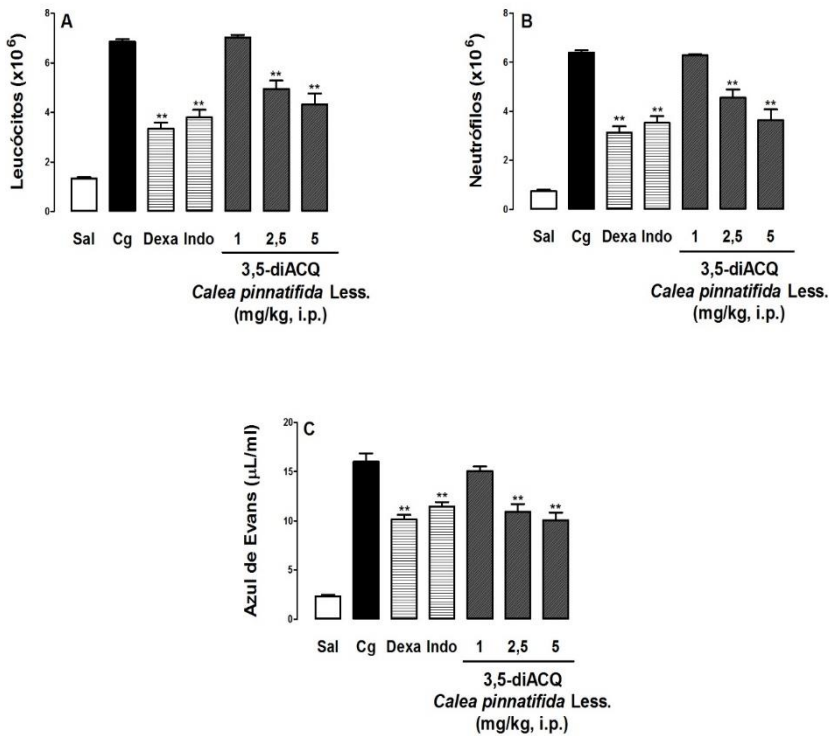 A
Leucócitos (x10⁶)
8
6
4
2
0
** ** ** **
Sal Cg Dexa Indo 1 2,5 5
3,5-diACQ
Calea pinnatifida Less.
(mg/kg, i.p.)
B
Neutrófilos (x10⁶)
8
6
4
2
0
** ** ** **
Sal Cg Dexa Indo 1 2,5 5
3,5-diACQ
Calea pinnatifida Less.
(mg/kg, i.p.)
C
Azul de Evans (µL/ml)
20
15
10
5
0
** ** ** **
Sal Cg Dexa Indo 1 2,5 5
3,5-diACQ
Calea pinnatifida Less.
(mg/kg, i.p.)